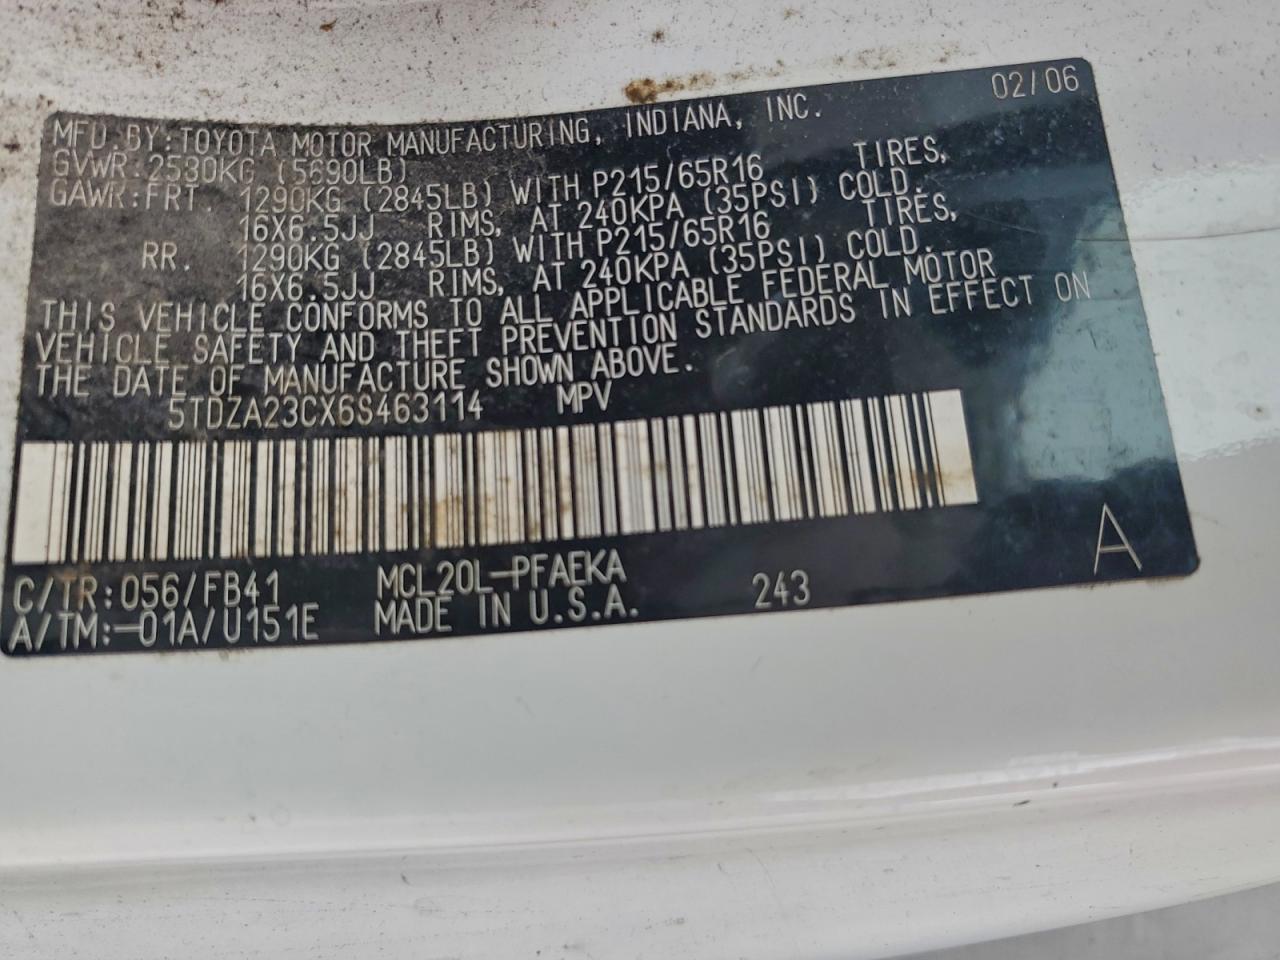 02/06
MFD.BY:TOYOTA MOTOR MANUFACTURING, INDIANA, INC.
GVWR:2530KG (5690LB)
GAWR:FRT. 1290KG (2845LB) WITH P215/65R16 TIRES,
16X6.5JJ RIMS, AT 240KPA (35PSI) COLD.
RR. 1290KG (2845LB) WITH P215/65R16 TIRES,
16X6.5JJ RIMS, AT 240KPA (35PSI) COLD.
THIS VEHICLE CONFORMS TO ALL APPLICABLE FEDERAL MOTOR
VEHICLE SAFETY AND THEFT PREVENTION STANDARDS IN EFFECT ON
THE DATE OF MANUFACTURE SHOWN ABOVE.
5TDZA23CX6S463114 MPV
C/TR:056/FB41 MCL20L-PFAEKA
A/TM:-01A/U151E MADE IN U.S.A. 243 A